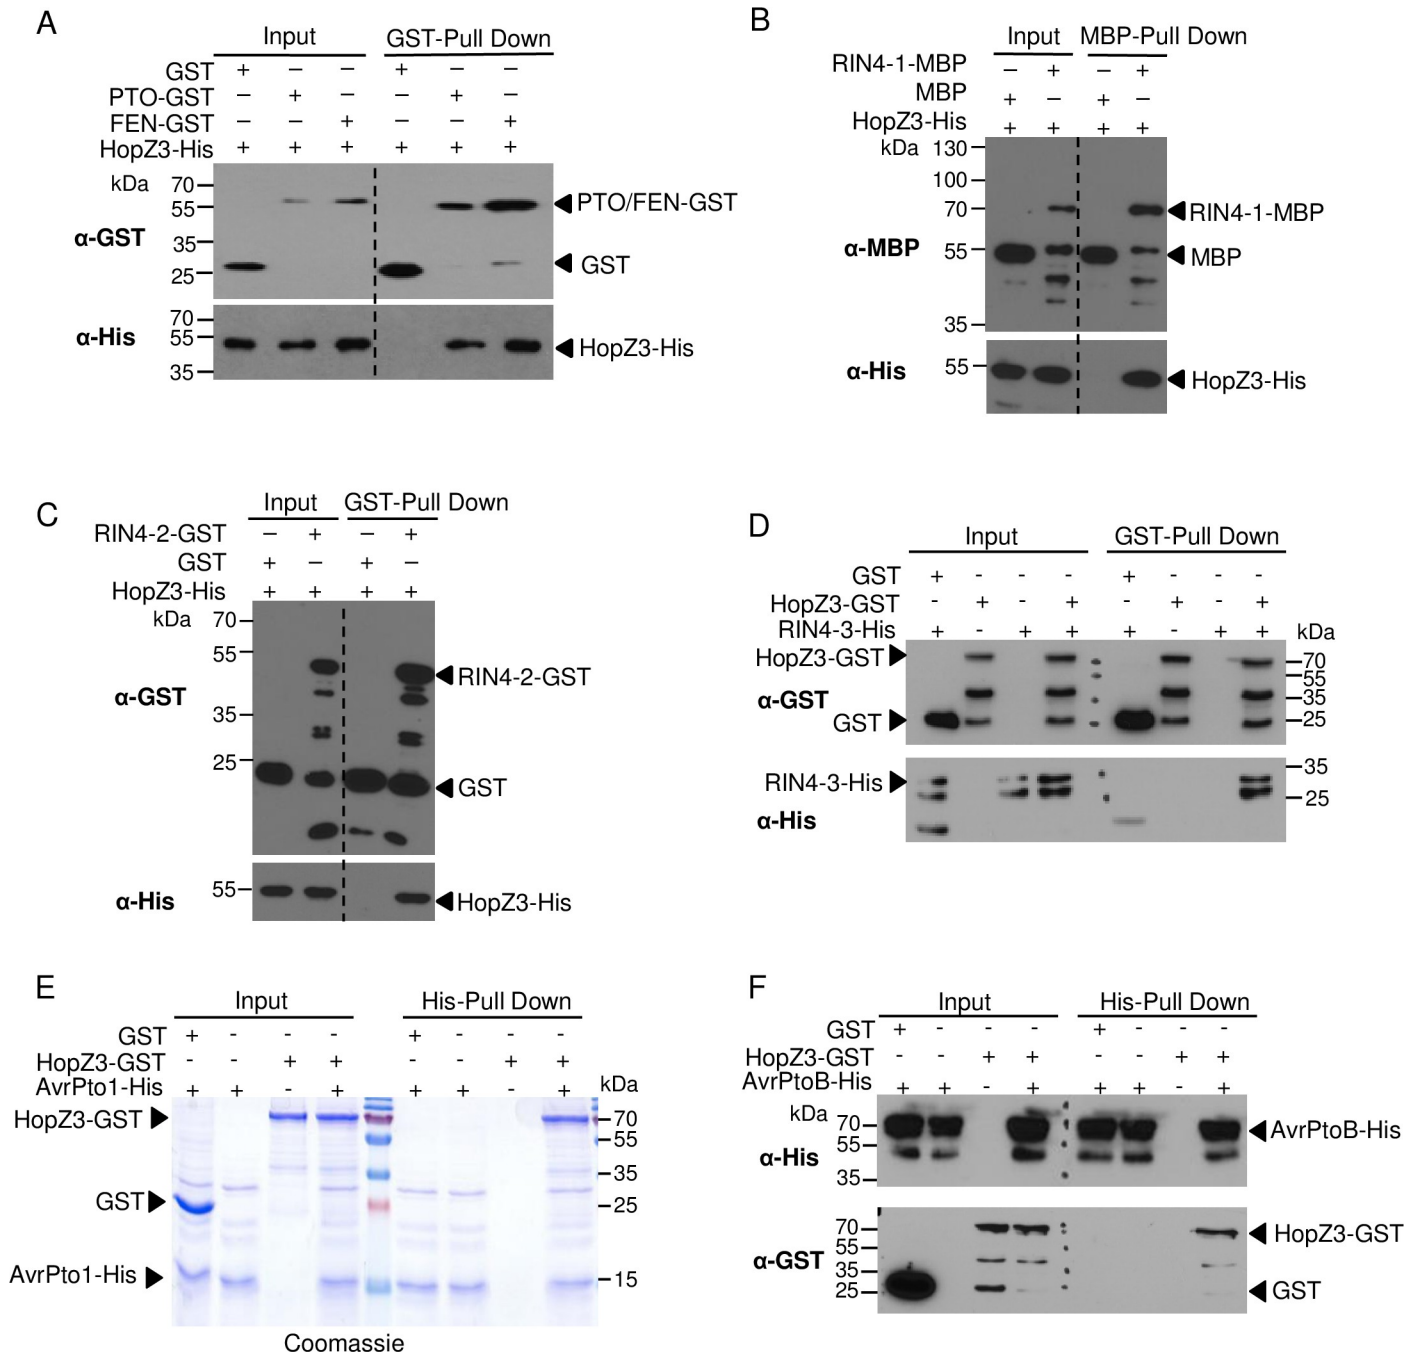 A
Input GST-Pull Down
GST + – – + – –
PTO-GST – + – – + –
FEN-GST – – + – – +
HopZ3-His + + + + + +
kDa
70
55
35
25
α-GST
PTO/FEN-GST
GST
70
55
35
α-His
HopZ3-His
B
Input MBP-Pull Down
RIN4-1-MBP – + – +
MBP + – + –
HopZ3-His + + + +
kDa 130
100
70
55
35
α-MBP
RIN4-1-MBP
MBP
55
α-His
HopZ3-His
C
Input GST-Pull Down
RIN4-2-GST – + – +
GST + – + –
HopZ3-His + + + +
kDa
70
55
35
25
α-GST
RIN4-2-GST
GST
55
α-His
HopZ3-His
D
Input GST-Pull Down
GST + - - - + - - -
HopZ3-GST - + - + - + - +
RIN4-3-His + - + + + - + + kDa
HopZ3-GST
α-GST
GST
70
55
35
25
RIN4-3-His
α-His
35
25
E
Input His-Pull Down
GST + - - - + - - -
HopZ3-GST - - + + - - + +
AvrPto1-His + + - + + + - + kDa
HopZ3-GST
GST
AvrPto1-His
70
55
35
25
15
Coomassie
F
Input His-Pull Down
GST + - - - + - - -
HopZ3-GST - - + + - - + +
AvrPtoB-His + + - + + + - +
kDa
70
55
35
α-His
AvrPtoB-His
70
55
35
25
α-GST
HopZ3-GST
GST